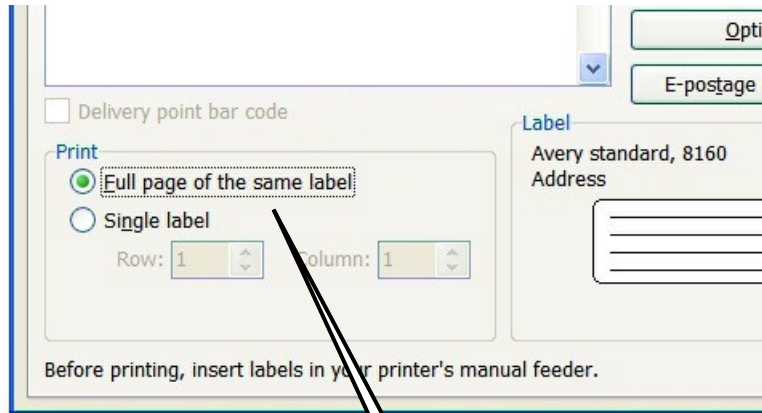 Opti
E-postage
Delivery point bar code
Label
Print
Avery standard, 8160
Full page of the same label
Address
Single label
Row: 1 Column: 1
Before printing, insert labels in your printer's manual feeder.